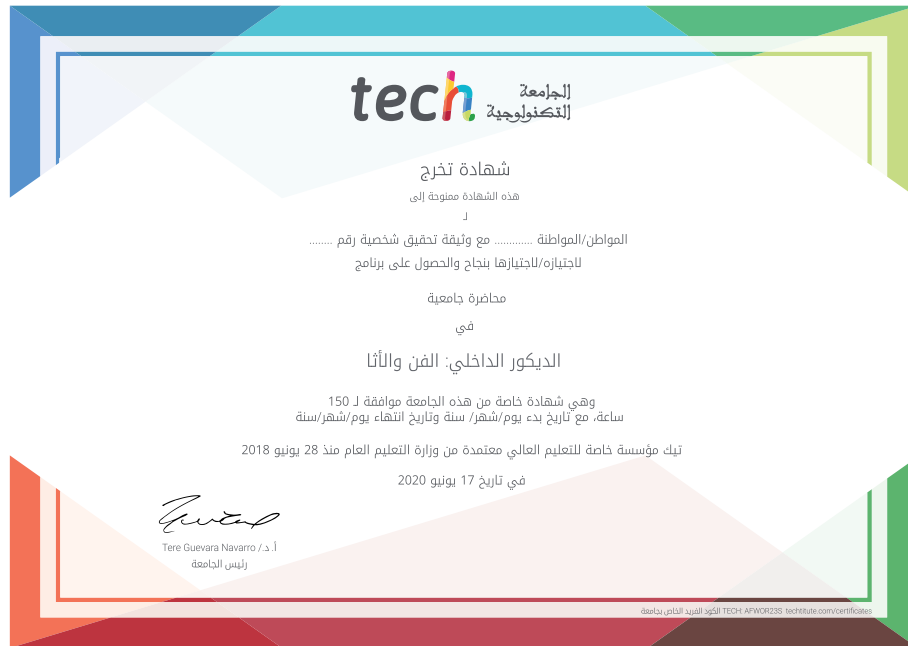 tech الجامعة
التكنولوجية
شهادة تخرج
هذه الشهادة ممنوحة إلى
لـ
المواطن/المواطنة ............. مع وثيقة تحقيق شخصية رقم ........
لاجتيازه/لاجتيازها بنجاح والحصول على برنامج
محاضرة جامعية
في
الديكور الداخلي: الفن والأثا
وهي شهادة خاصة من هذه الجامعة موافقة لـ 150
ساعة، مع تاريخ بدء يوم/شهر/ سنة وتاريخ انتهاء يوم/شهر/سنة
تيك مؤسسة خاصة للتعليم العالي معتمدة من وزارة التعليم العام منذ 28 يونيو 2018
في تاريخ 17 يونيو 2020
أ. د./ Tere Guevara Navarro
رئيس الجامعة
الكود الفريد الخاص بجامعة TECH: AFWOR23S techtitute.com/certificates